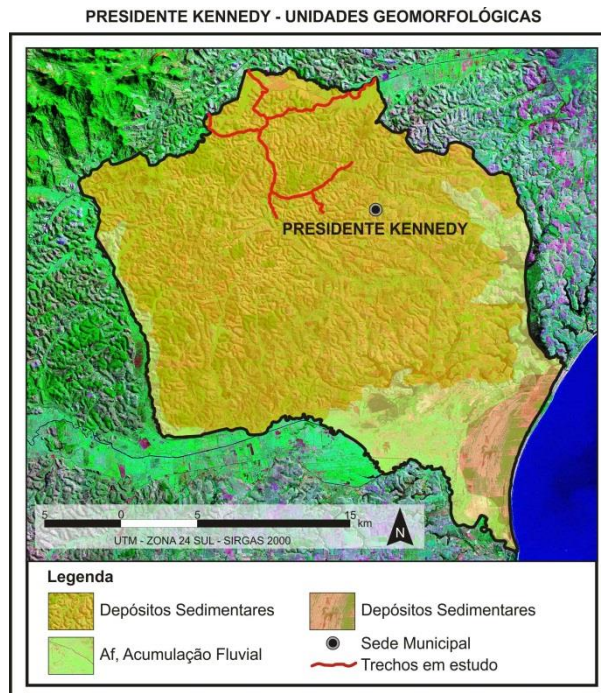 PRESIDENTE KENNEDY - UNIDADES GEOMORFOLÓGICAS
PRESIDENTE KENNEDY
5 0 5 15 km
UTM - ZONA 24 SUL - SIRGAS 2000
N
Legenda
Depósitos Sedimentares
Depósitos Sedimentares
Af, Acumulação Fluvial
Sede Municipal
Trechos em estudo